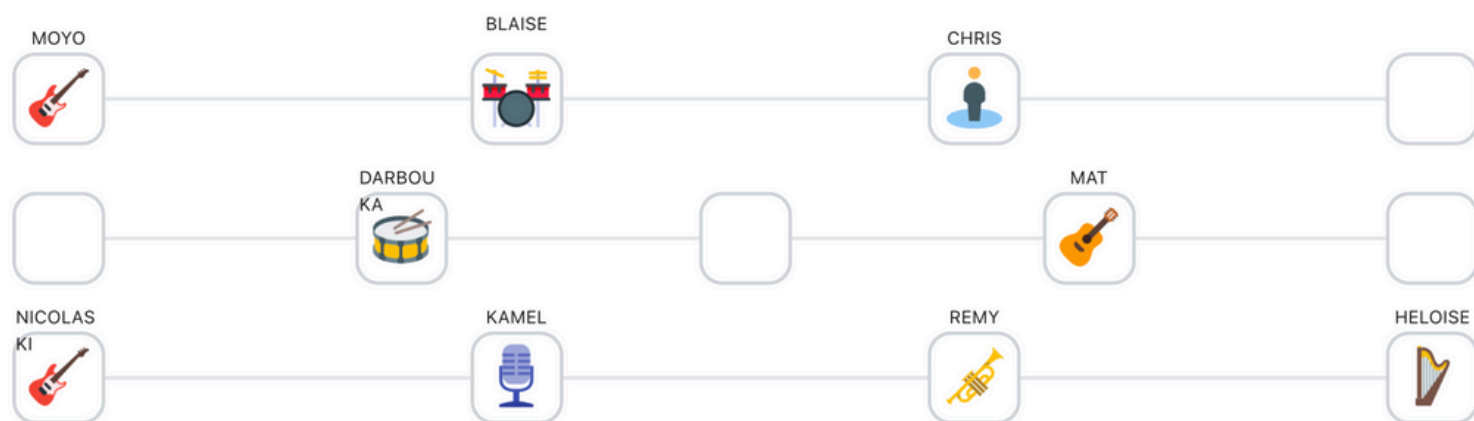 MOYO
BLAISE
CHRIS
DARBOU
KA
MAT
NICOLAS
KI
KAMEL
REMY
HELOISE